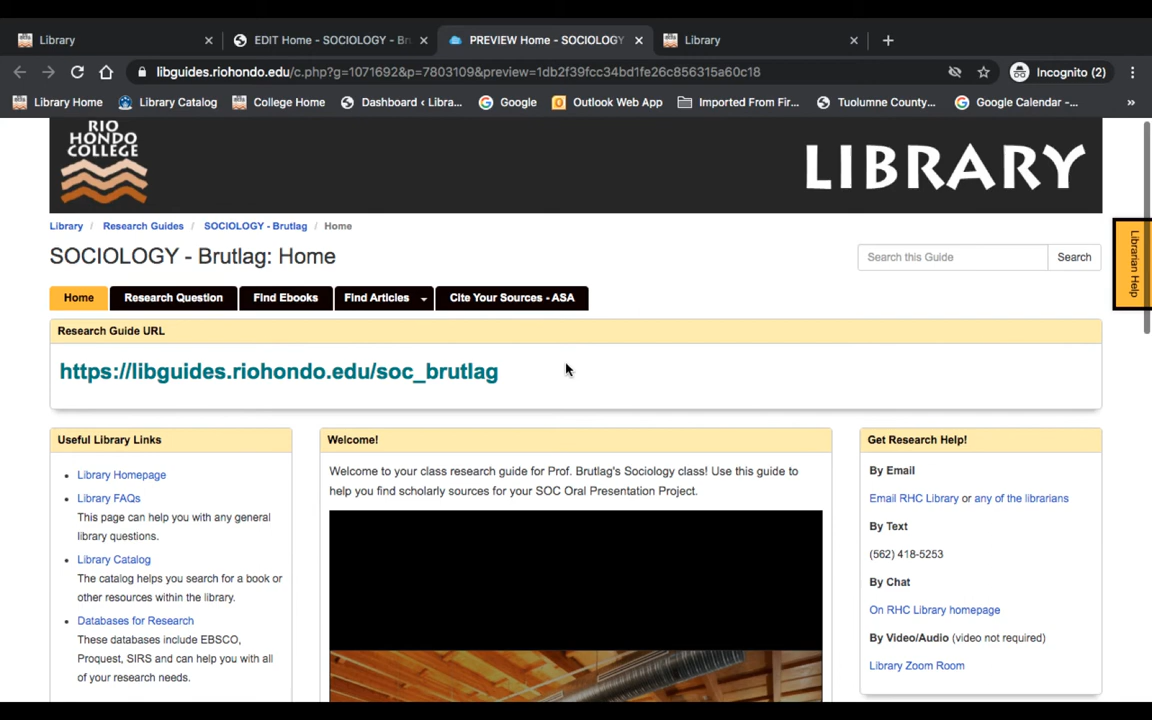 Library
EDIT Home - SOCIOLOGY - Br
PREVIEW Home - SOCIOLOGY
Library
libguides.riohondo.edu/c.php?g=1071692&p=7803109&preview=1db2f39fcc34bd1fe26c856315a60c18
Incognito (2)
Library Home
Library Catalog
College Home
Dashboard ‹ Libra...
Google
Outlook Web App
Imported From Fir...
Tuolumne County...
Google Calendar -...
»
RIO
HONDO
COLLEGE
LIBRARY
Library / Research Guides / SOCIOLOGY - Brutlag / Home
SOCIOLOGY - Brutlag: Home
Search this Guide
Search
Librarian Help
Home
Research Question
Find Ebooks
Find Articles
Cite Your Sources - ASA
Research Guide URL
https://libguides.riohondo.edu/soc_brutlag
Useful Library Links
• Library Homepage
• Library FAQs
This page can help you with any general
library questions.
• Library Catalog
The catalog helps you search for a book or
other resources within the library.
• Databases for Research
These databases include EBSCO,
Proquest, SIRS and can help you with all
of your research needs.
Welcome!
Welcome to your class research guide for Prof. Brutlag's Sociology class! Use this guide to
help you find scholarly sources for your SOC Oral Presentation Project.
Get Research Help!
By Email
Email RHC Library or any of the librarians
By Text
(562) 418-5253
By Chat
On RHC Library homepage
By Video/Audio (video not required)
Library Zoom Room